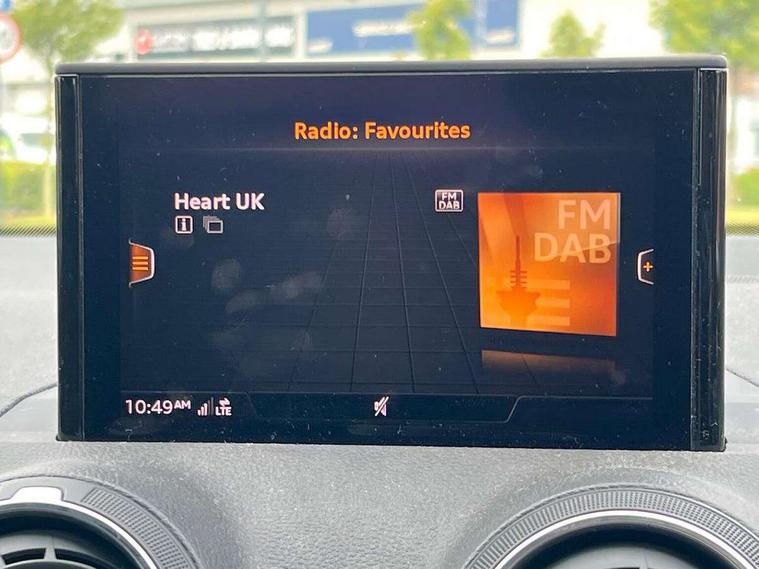 Radio: Favourites
Heart UK
FM
DAB
i
FM
DAB
+
10:49AM
LTE